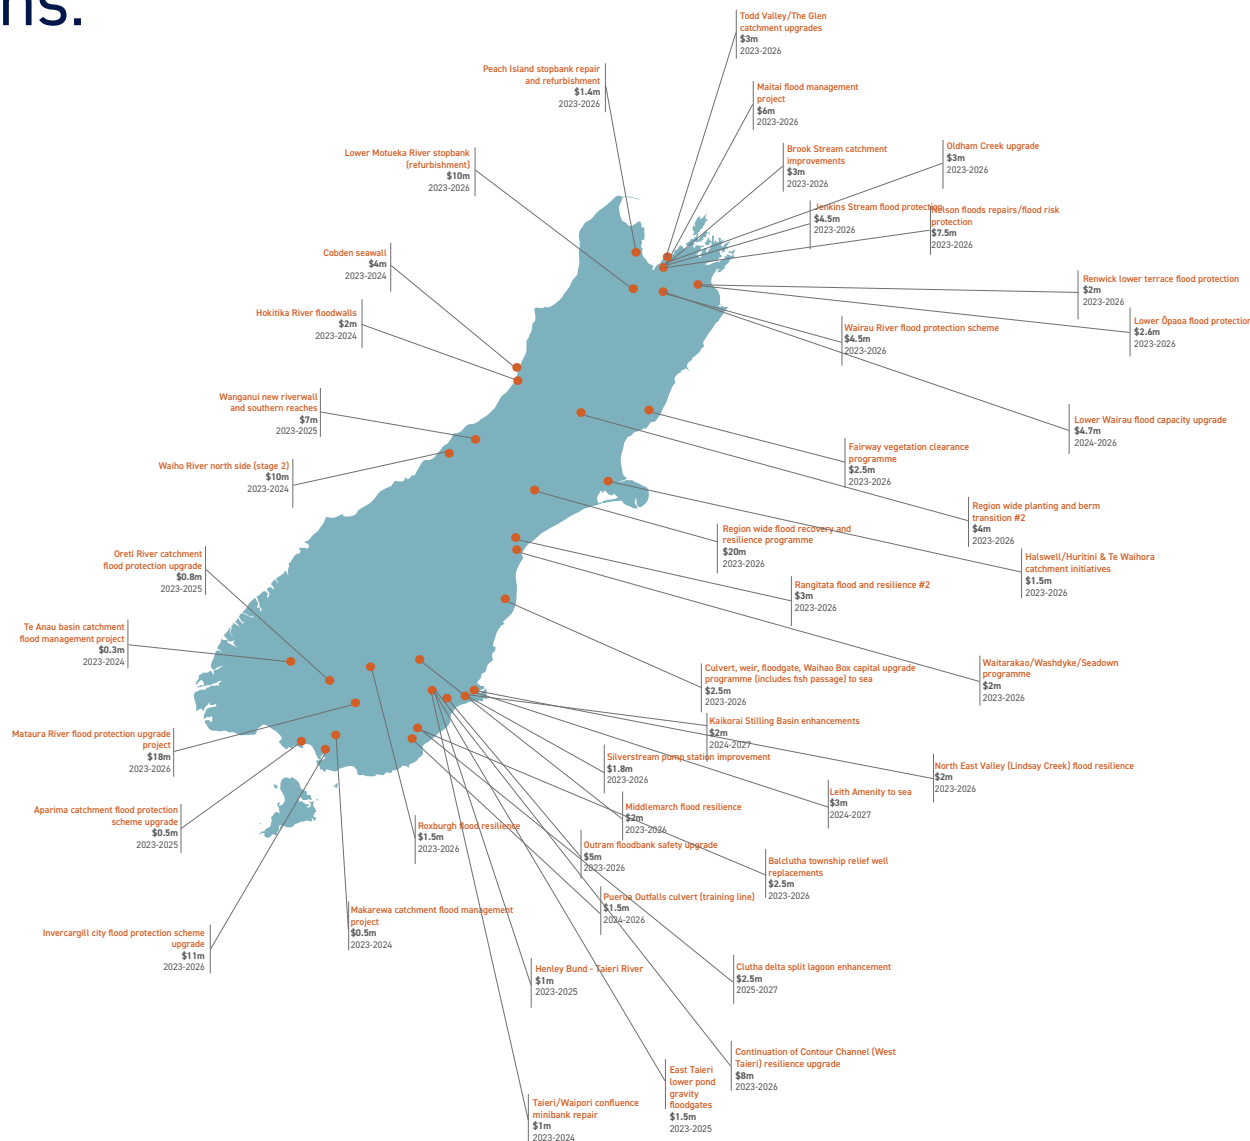 ns.
Todd Valley/The Glen
catchment upgrades
$3m
2023-2026
Peach Island stopbank repair
and refurbishment
$1.4m
2023-2026
Maitai flood management
project
$6m
2023-2026
Lower Motueka River stopbank
(refurbishment)
$10m
2023-2026
Brook Stream catchment
improvements
$3m
2023-2026
Oldham Creek upgrade
$3m
2023-2026
Jenkins Stream flood protection
$4.5m
2023-2026
Nelson floods repairs/flood risk
protection
$7.5m
2023-2026
Cobden seawall
$4m
2023-2024
Renwick lower terrace flood protection
$2m
2023-2026
Hokitika River floodwalls
$2m
2023-2024
Lower Ōpaoa flood protection
$2.6m
2023-2026
Wairau River flood protection scheme
$4.5m
2023-2026
Wanganui new riverwall
and southern reaches
$7m
2023-2025
Lower Wairau flood capacity upgrade
$4.7m
2024-2026
Fairway vegetation clearance
programme
$2.5m
2023-2026
Waiho River north side (stage 2)
$10m
2023-2024
Region wide planting and berm
transition #2
$4m
2023-2026
Region wide flood recovery and
resilience programme
$20m
2023-2026
Oreti River catchment
flood protection upgrade
$0.8m
2023-2025
Halswell/Huritini & Te Waihora
catchment initiatives
$1.5m
2023-2026
Rangitata flood and resilience #2
$3m
2023-2026
Te Anau basin catchment
flood management project
$0.3m
2023-2024
Waitarakao/Washdyke/Seadown
programme
$2m
2023-2026
Culvert, weir, floodgate, Waihao Box capital upgrade
programme (includes fish passage) to sea
$2.5m
2023-2026
Kaikorai Stilling Basin enhancements
$2m
2024-2027
Mataura River flood protection upgrade
project
$18m
2023-2026
Silverstream pump station improvement
$1.8m
2023-2026
North East Valley (Lindsay Creek) flood resilience
$2m
2023-2026
Leith Amenity to sea
$3m
2024-2027
Aparima catchment flood protection
scheme upgrade
$0.5m
2023-2025
Middlemarch flood resilience
$2m
2023-2026
Roxburgh flood resilience
$1.5m
2023-2026
Outram floodbank safety upgrade
$5m
2023-2026
Balclutha township relief well
replacements
$2.5m
2023-2026
Puerua Outfalls culvert (training line)
$1.5m
2024-2026
Makarewa catchment flood management
project
$0.5m
2023-2024
Invercargill city flood protection scheme
upgrade
$11m
2023-2026
Henley Bund - Taieri River
$1m
2023-2025
Clutha delta split lagoon enhancement
$2.5m
2025-2027
Continuation of Contour Channel (West
Taieri) resilience upgrade
$8m
2023-2026
East Taieri
lower pond
gravity
floodgates
$1.5m
2023-2025
Taieri/Waipori confluence
minibank repair
$1m
2023-2024